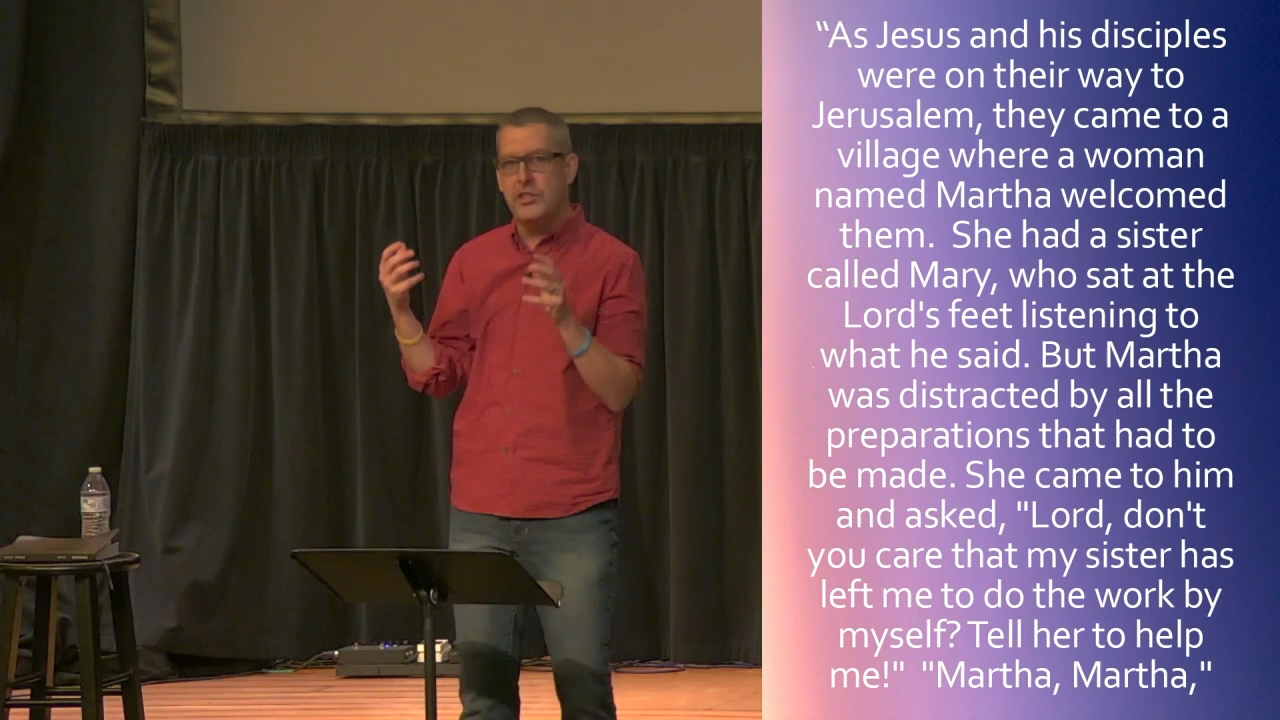 “As Jesus and his disciples
were on their way to
Jerusalem, they came to a
village where a woman
named Martha welcomed
them.  She had a sister
called Mary, who sat at the
Lord's feet listening to
what he said. But Martha
was distracted by all the
preparations that had to
be made. She came to him
and asked, "Lord, don't
you care that my sister has
left me to do the work by
myself? Tell her to help
me!"  "Martha, Martha,"